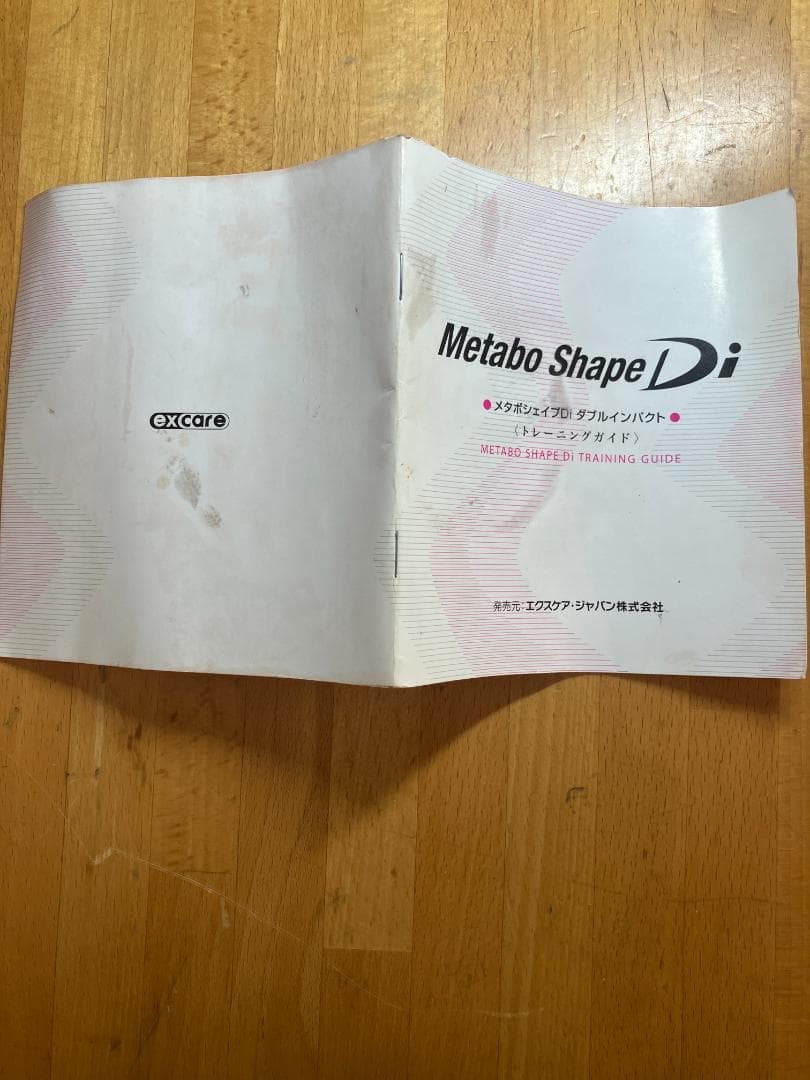 excare
Metabo Shape Di
●メタボシェイプDi ダブルインパクト●
〈トレーニングガイド〉
METABO SHAPE Di TRAINING GUIDE
発売元:エクスケア・ジャパン株式会社